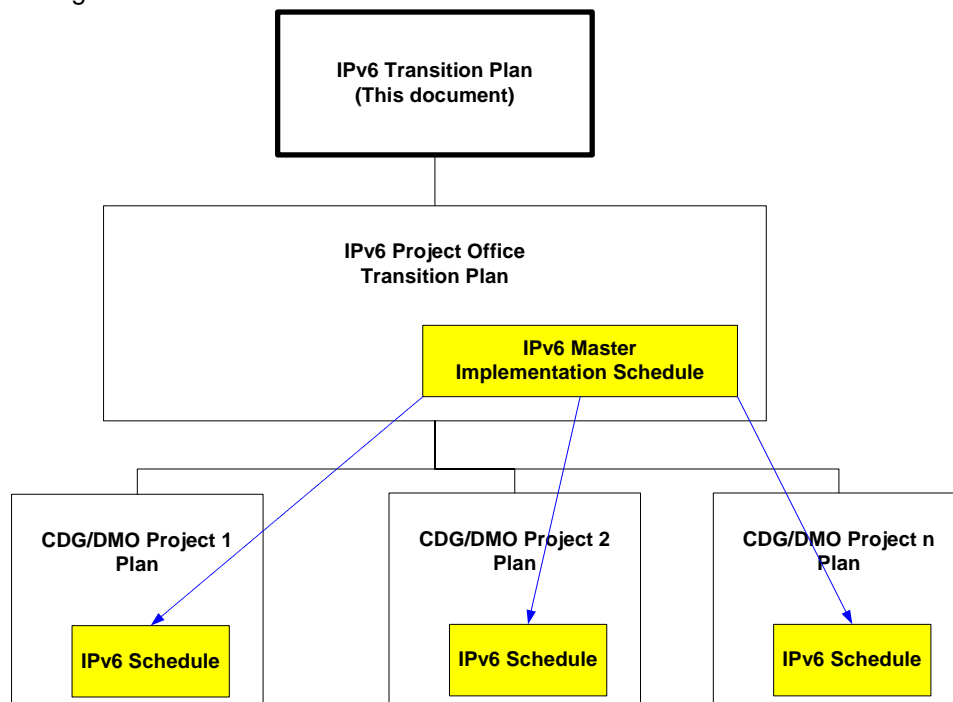 IPv6 Transition Plan
(This document)
IPv6 Project Office
Transition Plan
IPv6 Master
Implementation Schedule
CDG/DMO Project 1
Plan
CDG/DMO Project 2
Plan
CDG/DMO Project n
Plan
IPv6 Schedule
IPv6 Schedule
IPv6 Schedule